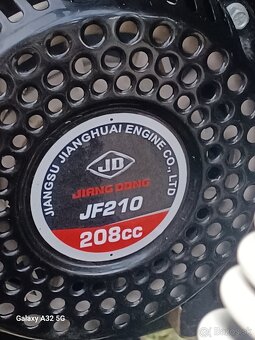 JIANGSU JIANGHUAI ENGINE CO., LTD
JD
JIANG DONG
JF210
208cc
Galaxy A32 5G